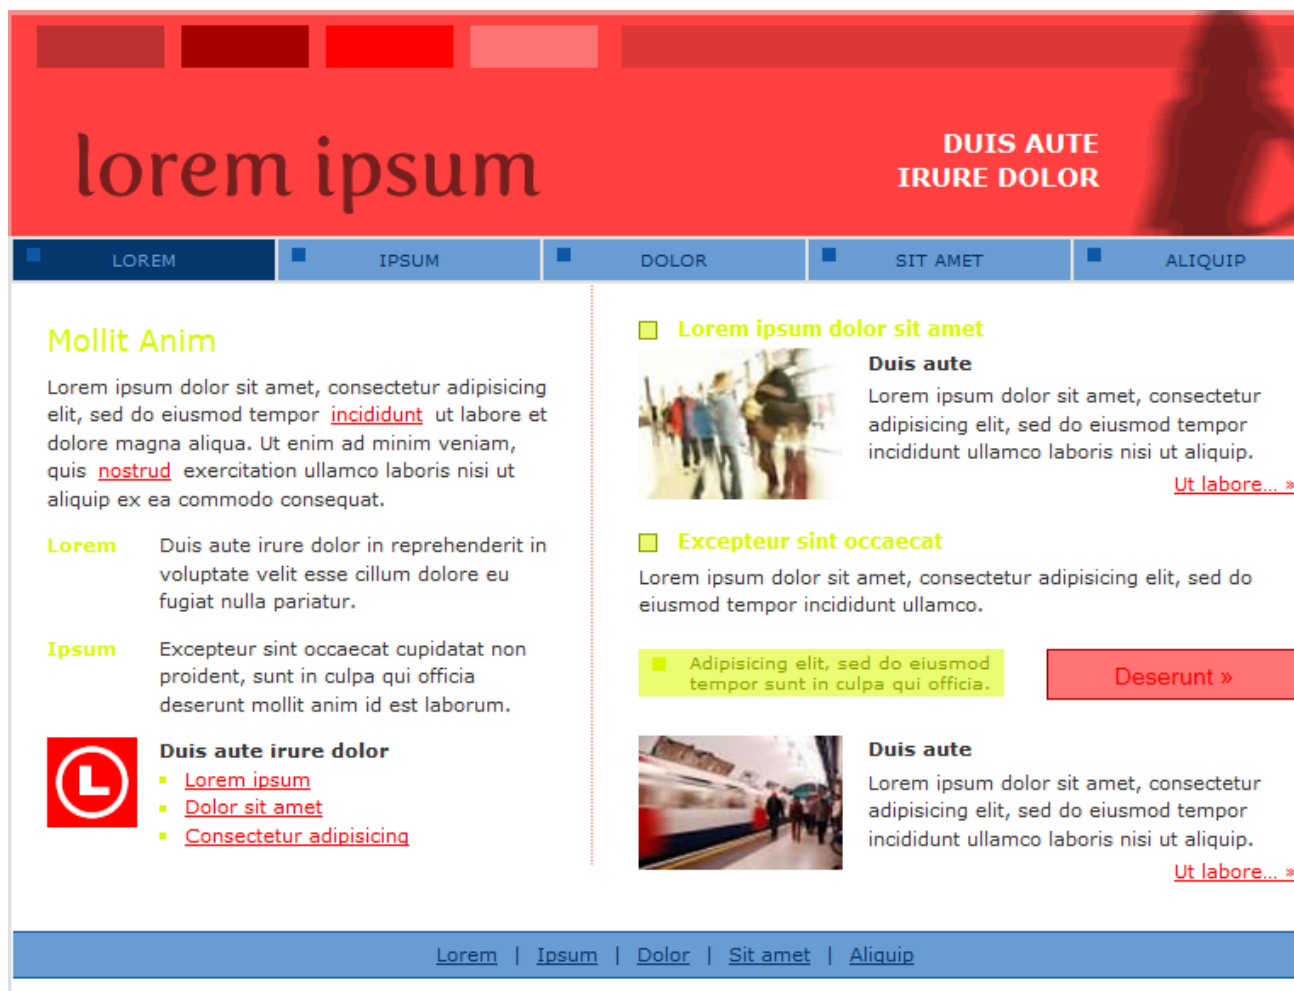 lorem ipsum
DUIS AUTE
IRURE DOLOR
LOREM
IPSUM
DOLOR
SIT AMET
ALIQUIP
Mollit Anim
Lorem ipsum dolor sit amet, consectetur adipisicing
elit, sed do eiusmod tempor incididunt ut labore et
dolore magna aliqua. Ut enim ad minim veniam,
quis nostrud exercitation ullamco laboris nisi ut
aliquip ex ea commodo consequat.
Lorem
Duis aute irure dolor in reprehenderit in
voluptate velit esse cillum dolore eu
fugiat nulla pariatur.
Ipsum
Excepteur sint occaecat cupidatat non
proident, sunt in culpa qui officia
deserunt mollit anim id est laborum.
L
Duis aute irure dolor
Lorem ipsum
Dolor sit amet
Consectetur adipisicing
Lorem ipsum dolor sit amet
Duis aute
Lorem ipsum dolor sit amet, consectetur
adipisicing elit, sed do eiusmod tempor
incididunt ullamco laboris nisi ut aliquip.
Ut labore... »
Excepteur sint occaecat
Lorem ipsum dolor sit amet, consectetur adipisicing elit, sed do
eiusmod tempor incididunt ullamco.
Adipisicing elit, sed do eiusmod
tempor sunt in culpa qui officia.
Deserunt »
Duis aute
Lorem ipsum dolor sit amet, consectetur
adipisicing elit, sed do eiusmod tempor
incididunt ullamco laboris nisi ut aliquip.
Ut labore... »
Lorem | Ipsum | Dolor | Sit amet | Aliquip